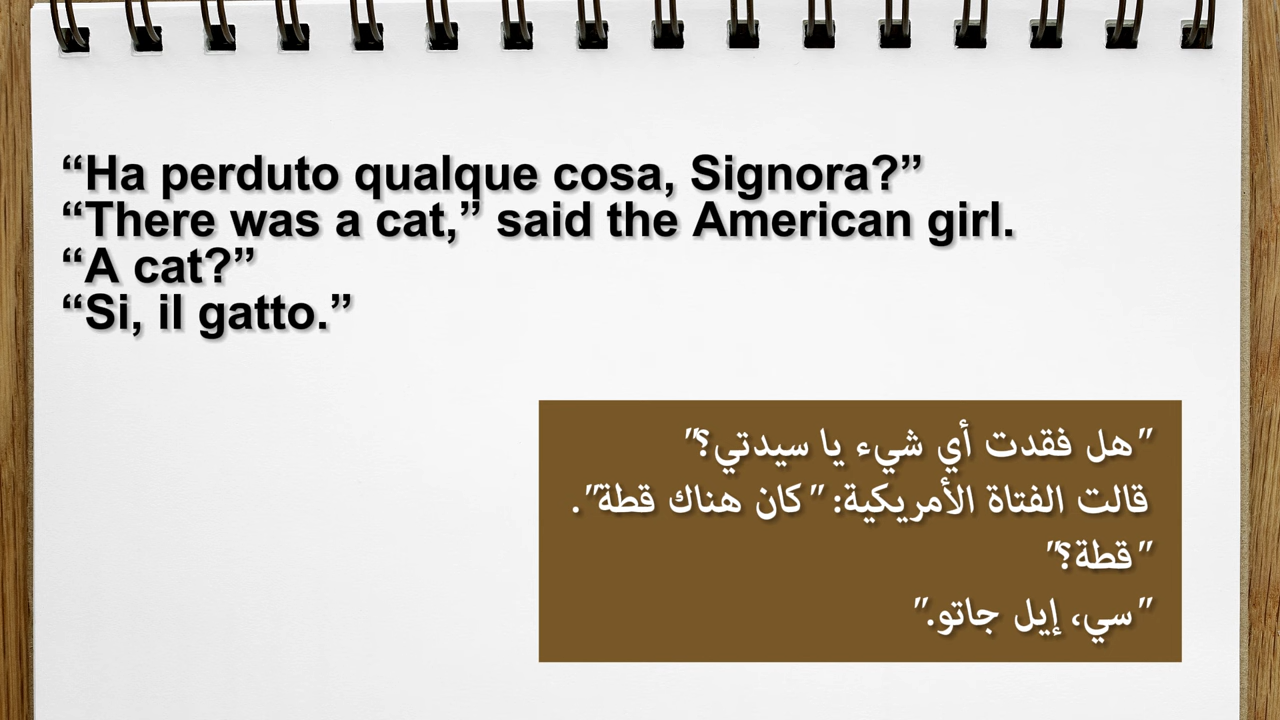 “Ha perduto qualque cosa, Signora?”
“There was a cat,” said the American girl.
“A cat?”
“Si, il gatto.”
"هل فقدت أي شيء يا سيدتي؟"
قالت الفتاة الأمريكية: "كان هناك قطة".
"قطة؟"
"سي، إيل جاتو."